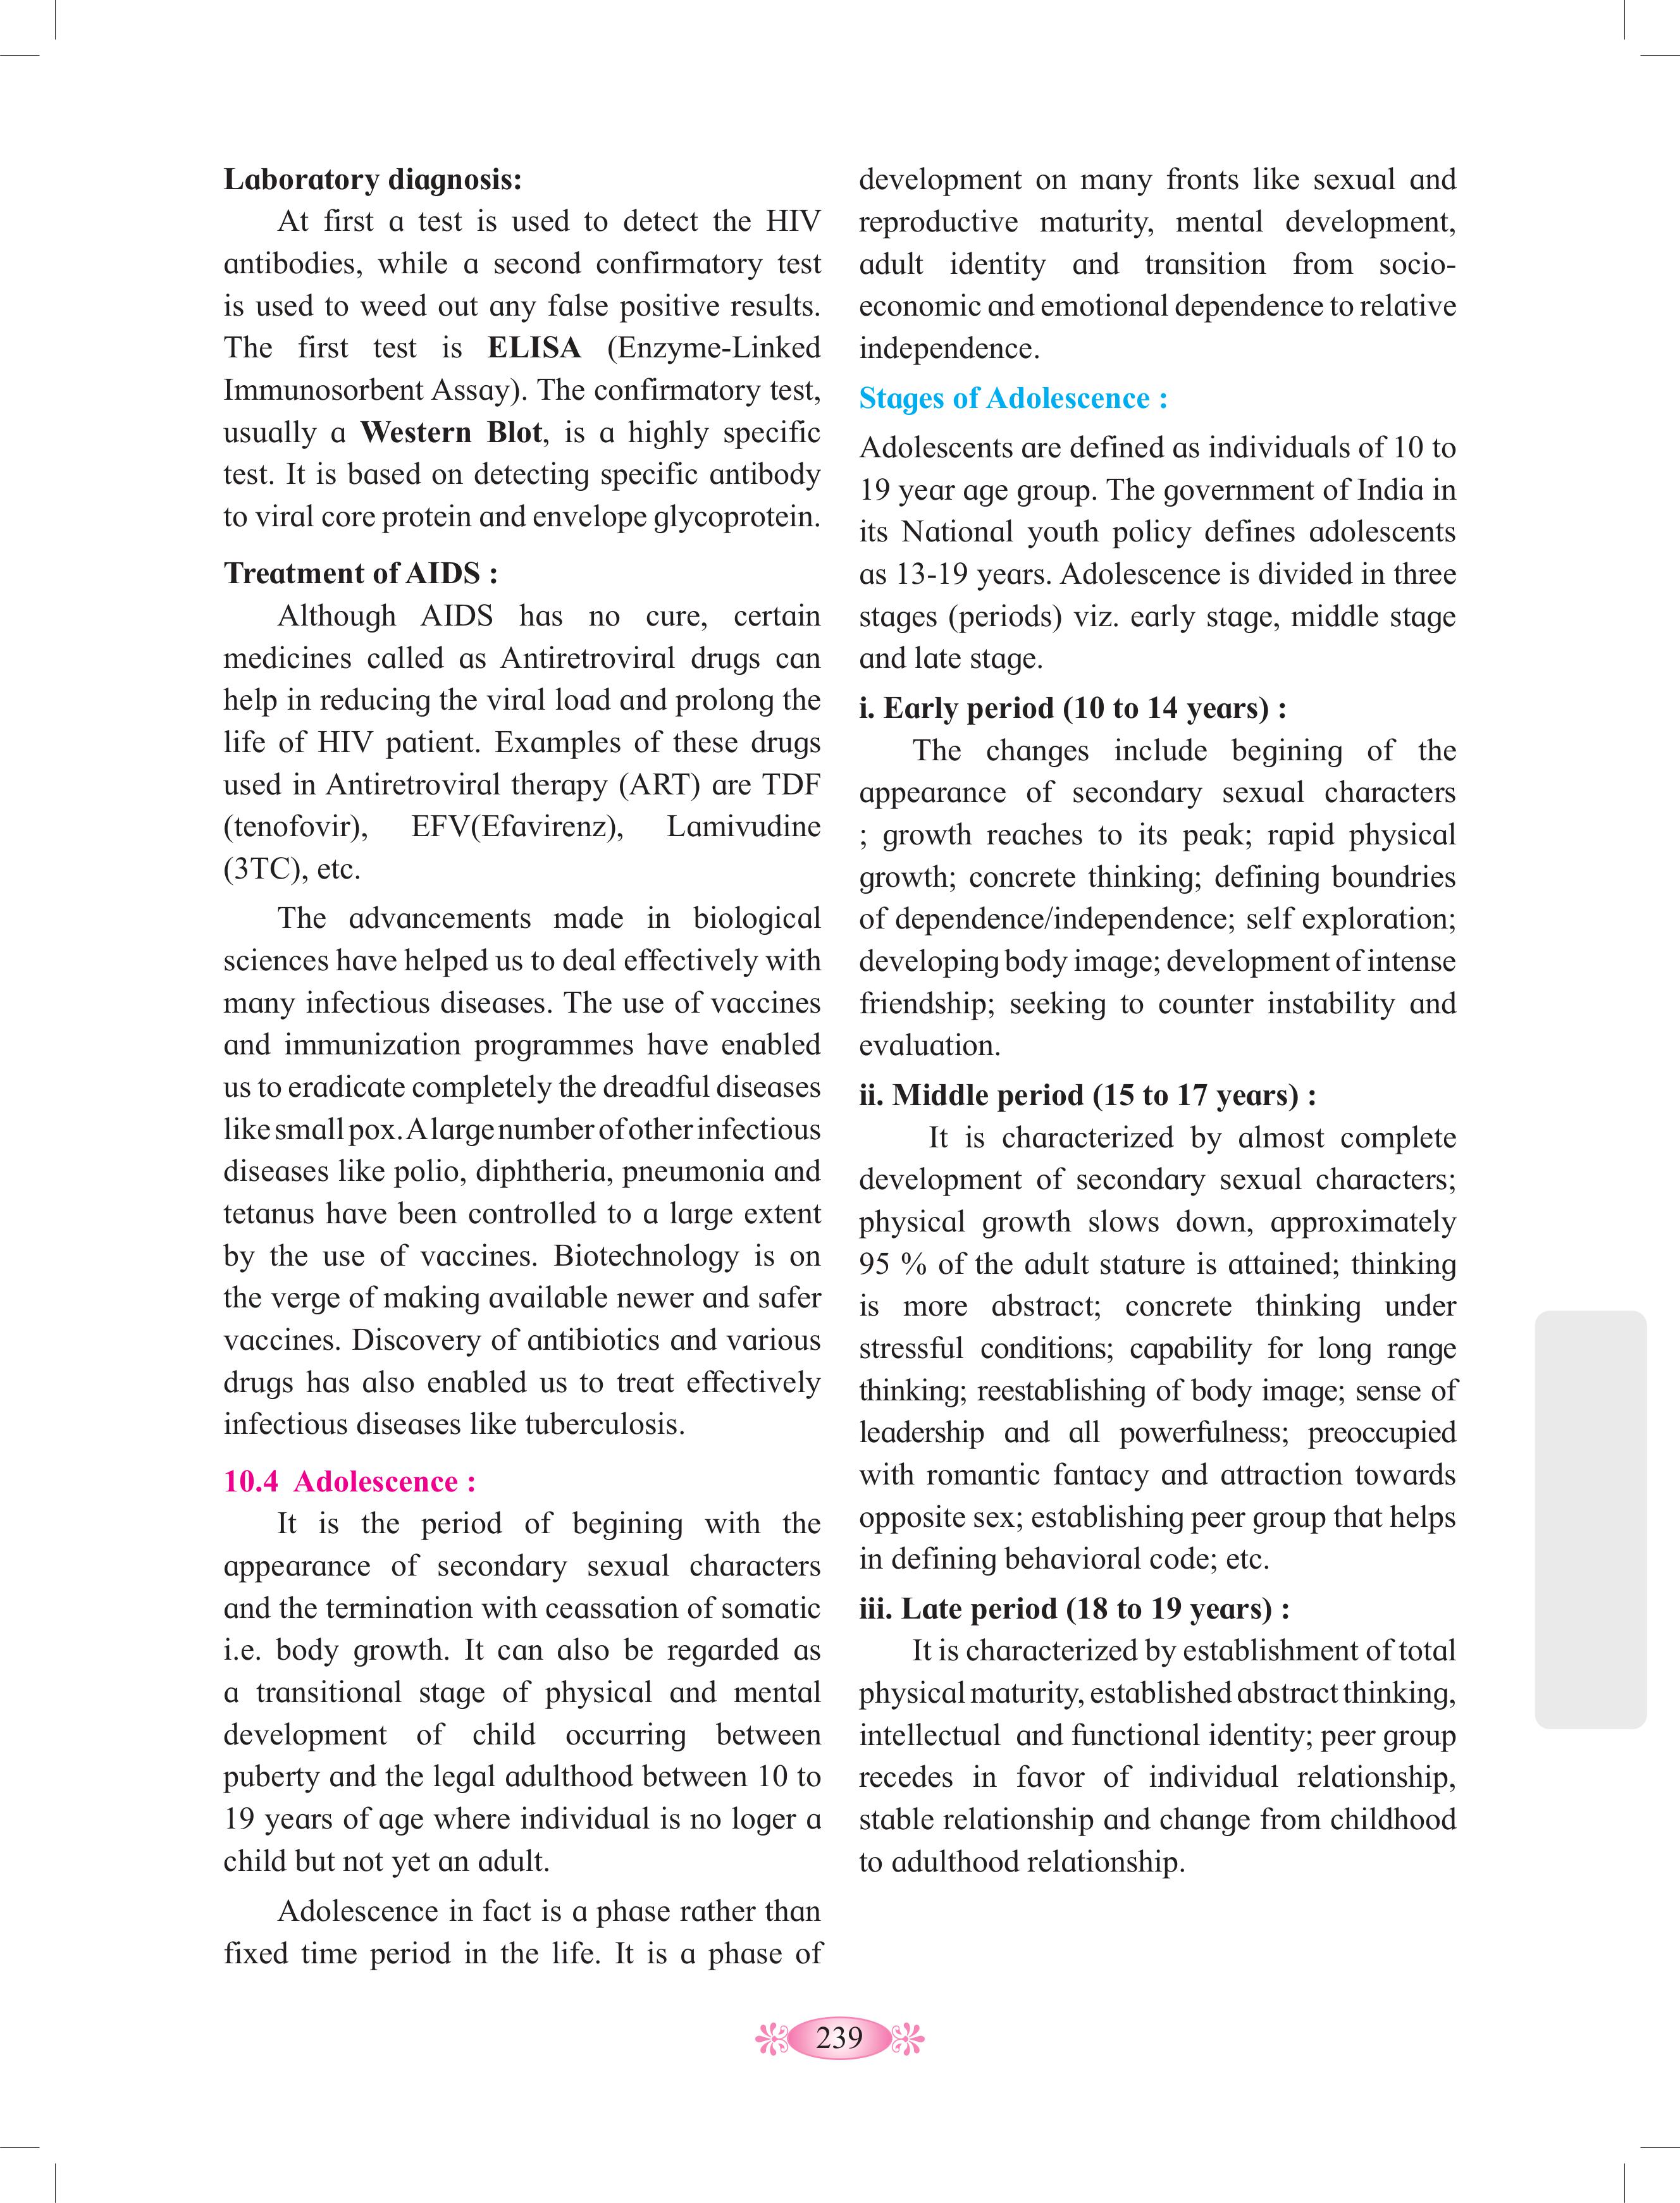 Laboratory diagnosis:
At first a test is used to detect the HIV
antibodies, while a second confirmatory test
is used to weed out any false positive results.
The first test is ELISA (Enzyme-Linked
Immunosorbent Assay). The confirmatory test,
usually a Western Blot, is a highly specific
test. It is based on detecting specific antibody
to viral core protein and envelope glycoprotein.
Treatment of AIDS :
Although AIDS has no cure, certain
medicines called as Antiretroviral drugs can
help in reducing the viral load and prolong the
life of HIV patient. Examples of these drugs
used in Antiretroviral therapy (ART) are TDF
(tenofovir), EFV(Efavirenz), Lamivudine
(3TC), etc.
The advancements made in biological
sciences have helped us to deal effectively with
many infectious diseases. The use of vaccines
and immunization programmes have enabled
us to eradicate completely the dreadful diseases
like small pox. A large number of other infectious
diseases like polio, diphtheria, pneumonia and
tetanus have been controlled to a large extent
by the use of vaccines. Biotechnology is on
the verge of making available newer and safer
vaccines. Discovery of antibiotics and various
drugs has also enabled us to treat effectively
infectious diseases like tuberculosis.
10.4 Adolescence :
It is the period of begining with the
appearance of secondary sexual characters
and the termination with ceassation of somatic
i.e. body growth. It can also be regarded as
a transitional stage of physical and mental
development of child occurring between
puberty and the legal adulthood between 10 to
19 years of age where individual is no loger a
child but not yet an adult.
Adolescence in fact is a phase rather than
fixed time period in the life. It is a phase of
development on many fronts like sexual and
reproductive maturity, mental development,
adult identity and transition from socio-
economic and emotional dependence to relative
independence.
Stages of Adolescence :
Adolescents are defined as individuals of 10 to
19 year age group. The government of India in
its National youth policy defines adolescents
as 13-19 years. Adolescence is divided in three
stages (periods) viz. early stage, middle stage
and late stage.
i. Early period (10 to 14 years) :
The changes include begining of the
appearance of secondary sexual characters
; growth reaches to its peak; rapid physical
growth; concrete thinking; defining boundries
of dependence/independence; self exploration;
developing body image; development of intense
friendship; seeking to counter instability and
evaluation.
ii. Middle period (15 to 17 years) :
It is characterized by almost complete
development of secondary sexual characters;
physical growth slows down, approximately
95 % of the adult stature is attained; thinking
is more abstract; concrete thinking under
stressful conditions; capability for long range
thinking; reestablishing of body image; sense of
leadership and all powerfulness; preoccupied
with romantic fantacy and attraction towards
opposite sex; establishing peer group that helps
in defining behavioral code; etc.
iii. Late period (18 to 19 years) :
It is characterized by establishment of total
physical maturity, established abstract thinking,
intellectual and functional identity; peer group
recedes in favor of individual relationship,
stable relationship and change from childhood
to adulthood relationship.
239